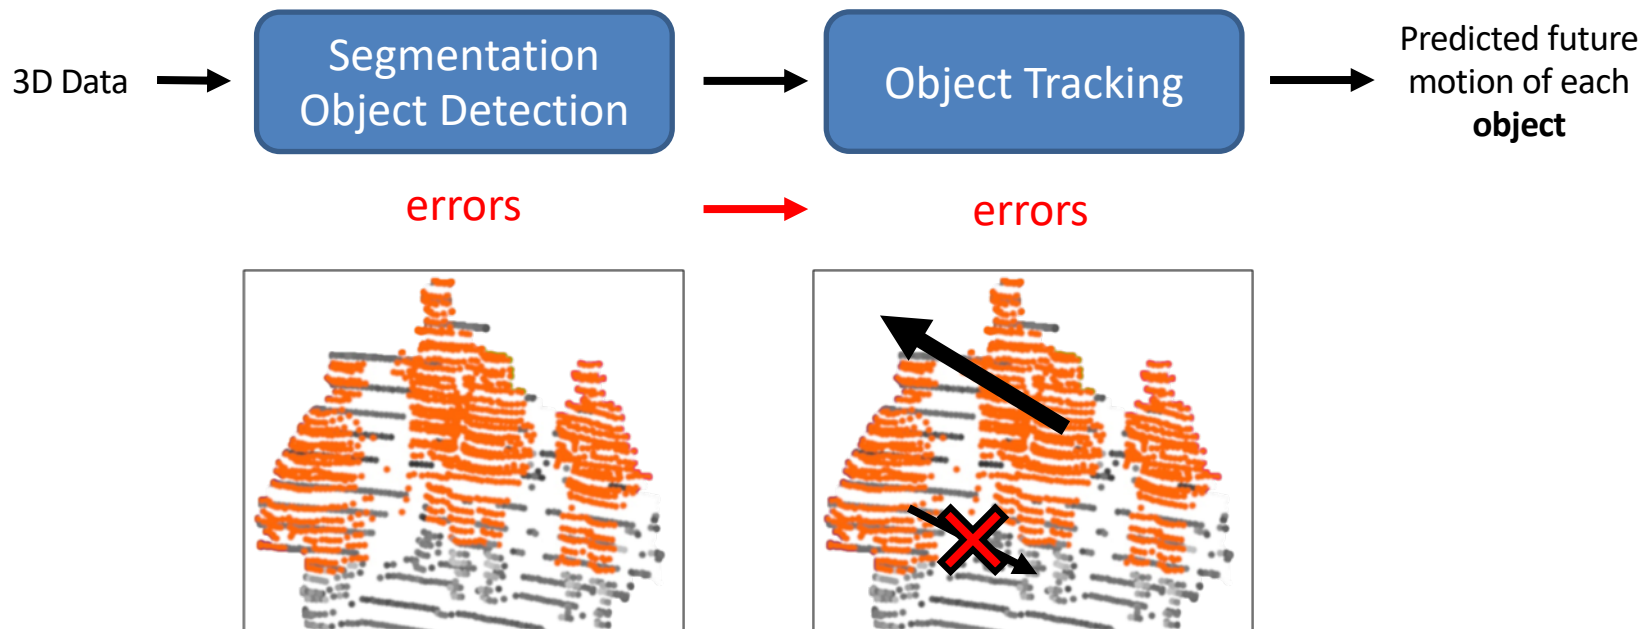 3D Data
Segmentation
Object Detection
Object Tracking
Predicted future
motion of each
object
errors
errors